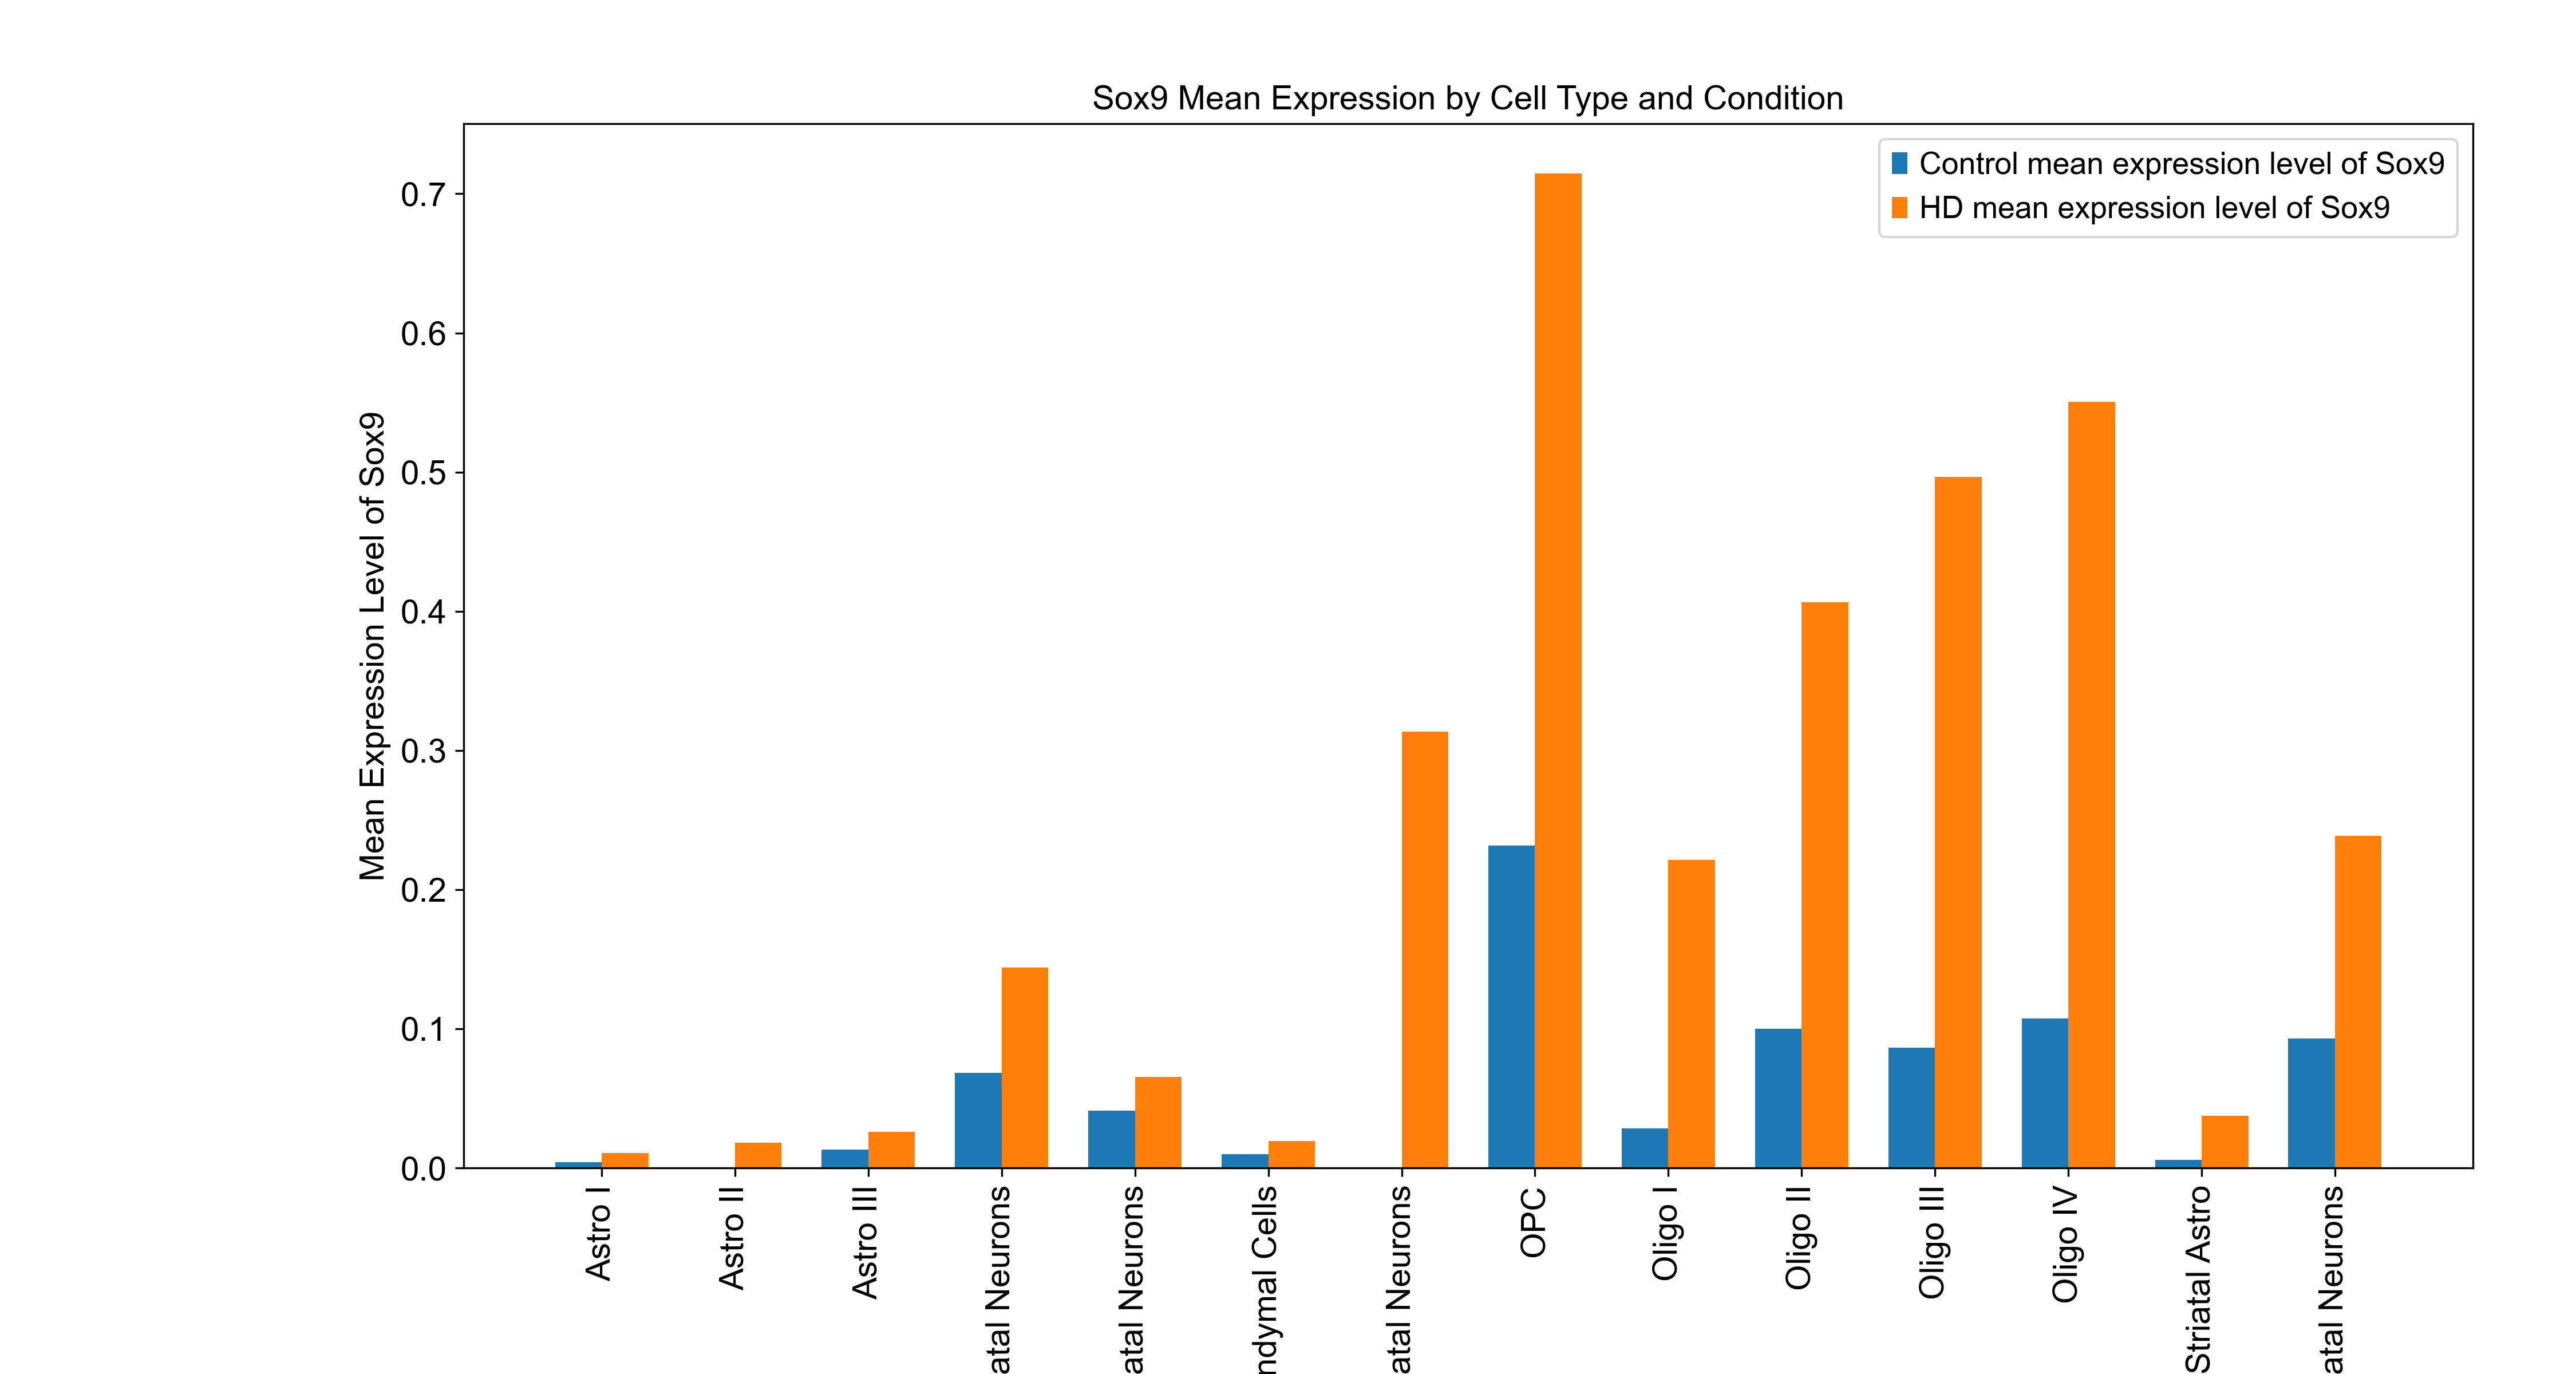 Sox9 Mean Expression by Cell Type and Condition
Control mean expression level of Sox9
HD mean expression level of Sox9
Mean Expression Level of Sox9
0.7
0.6
0.5
0.4
0.3
0.2
0.1
0.0
Astro I
Astro II
Astro III
atal Neurons
atal Neurons
ndymal Cells
atal Neurons
OPC
Oligo I
Oligo II
Oligo III
Oligo IV
Striatal Astro
atal Neurons